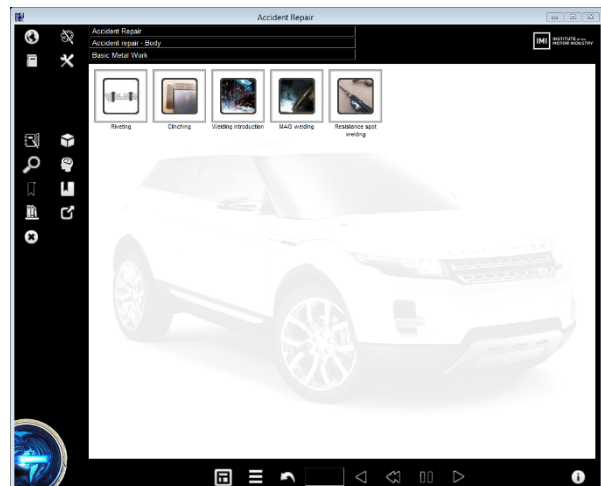 Accident Repair
Accident Repair
Accident repair - Body
Basic Metal Work
IMI INSTITUTE OF THE
MOTOR INDUSTRY
Riveting
Clinching
Welding introduction
MAG welding
Resistance spot
welding